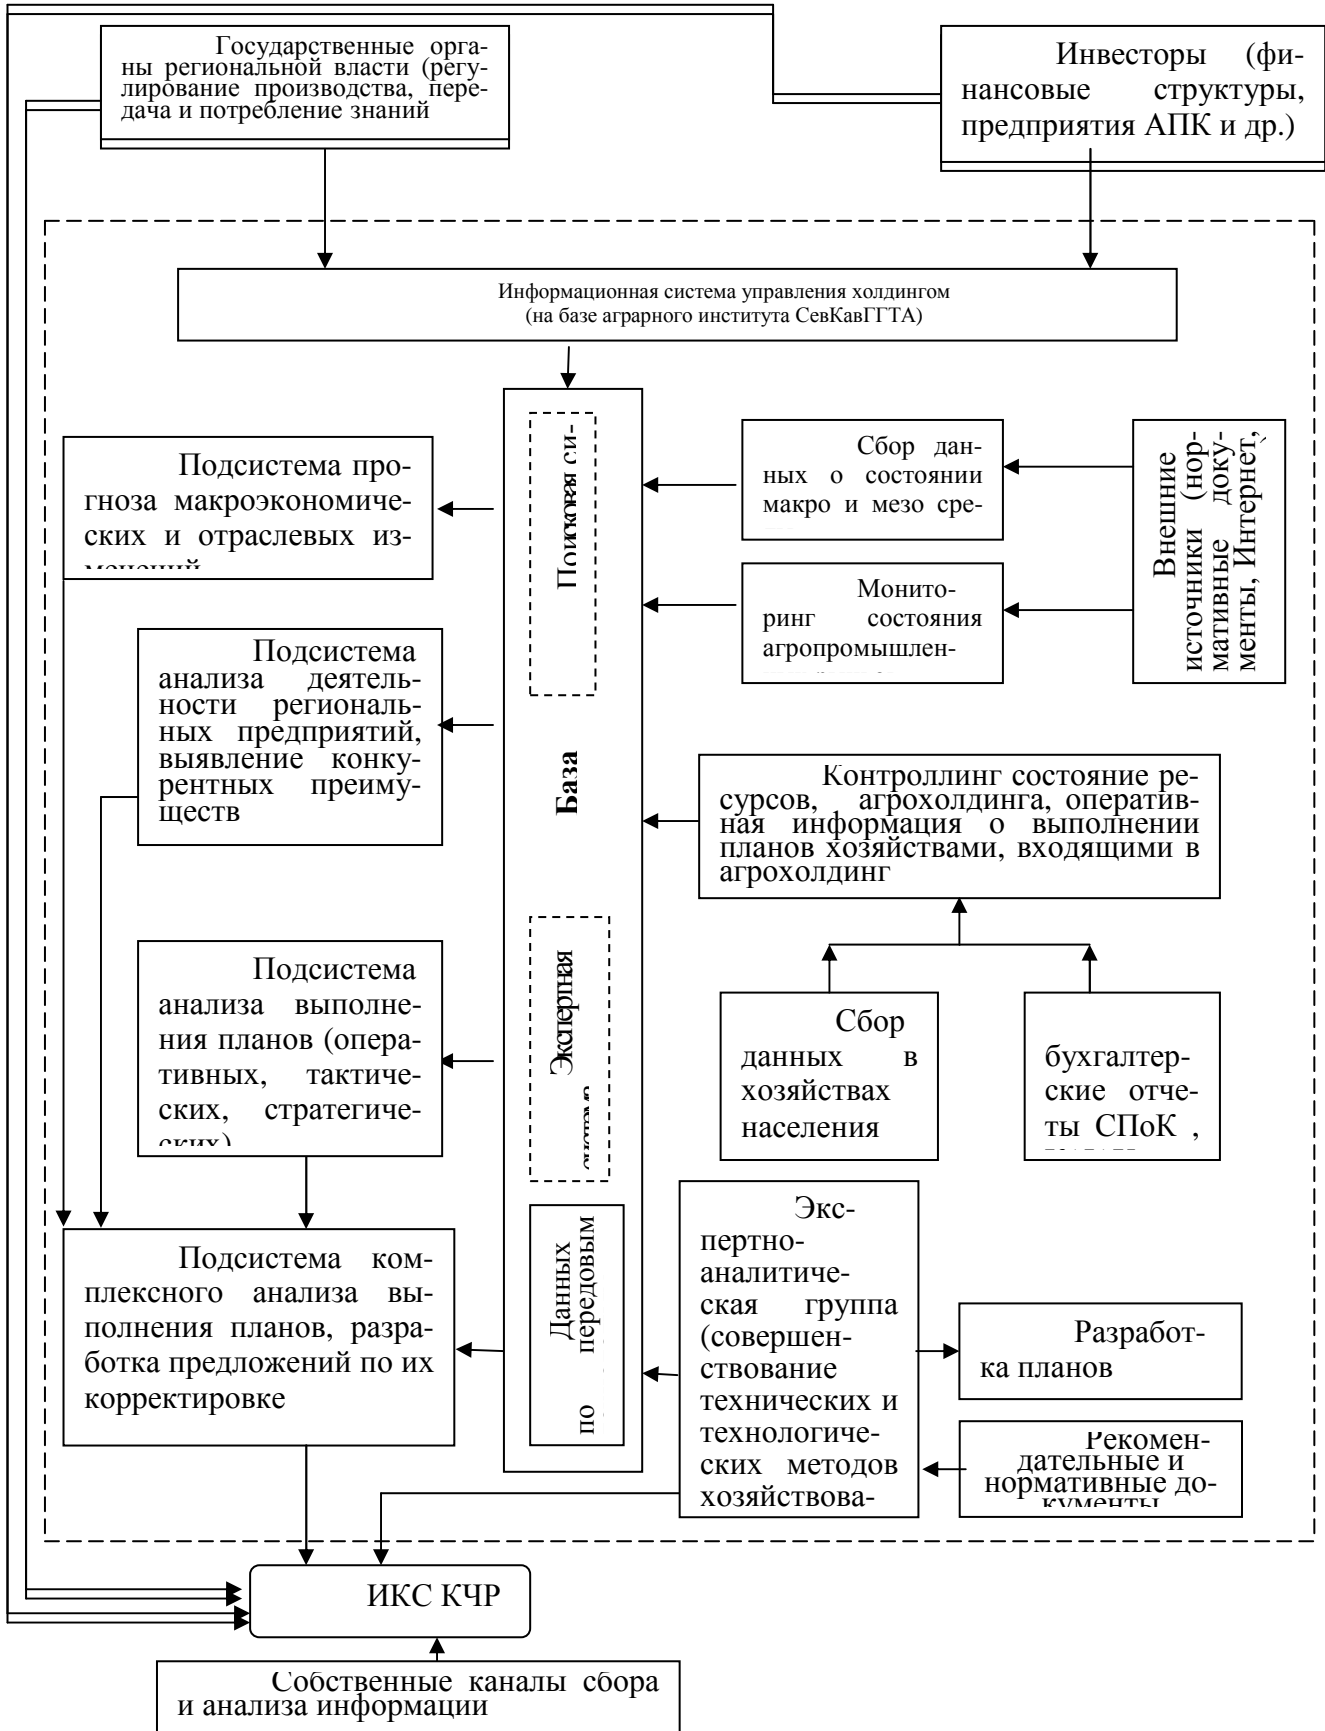 Государственные орга-
ны региональной власти (регу-
лирование производства, пере-
дача и потребление знаний
Инвесторы (фи-
нансовые структуры,
предприятия АПК и др.)
Информационная система управления холдингом
(на базе аграрного института СевКавГГТА)
Подсистема про-
гноза макроэкономиче-
ских и отраслевых из-
менений
Подсистема
анализа деятель-
ности региональ-
ных предприятий,
выявление конку-
рентных преиму-
ществ
Подсистема
анализа выполне-
ния планов (опера-
тивных, тактиче-
ских, стратегиче-
ских)
Подсистема ком-
плексного анализа вы-
полнения планов, разра-
ботка предложений по их
корректировке
Поисковая си-
База
Экспертная
система
Данных
по передовым
Сбор дан-
ных о состоянии
макро и мезо сре-
Монито-
ринг состояния
агропромышлен-
Внешние
источники (нор-
мативные доку-
менты, Интернет,
Контроллинг состояние ре-
сурсов, агрохолдинга, оператив-
ная информация о выполнении
планов хозяйствами, входящими в
агрохолдинг
Сбор
данных в
хозяйствах
населения
бухгалтер-
ские отче-
ты СПоК ,
Экс-
пертно-
аналитиче-
ская группа
(совершен-
ствование
технических и
технологиче-
ских методов
хозяйствова-
Разработ-
ка планов
Рекомен-
дательные и
нормативные до-
кументы
ИКС КЧР
Собственные каналы сбора
и анализа информации